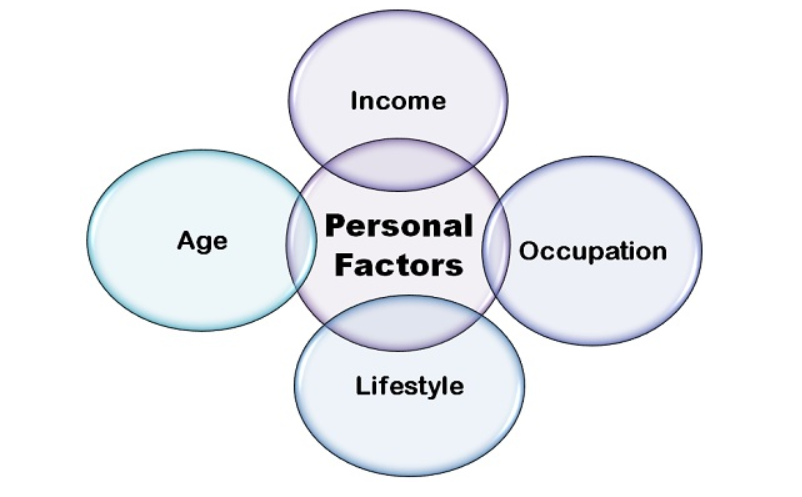 Income
Age
Personal
Factors
Occupation
Lifestyle